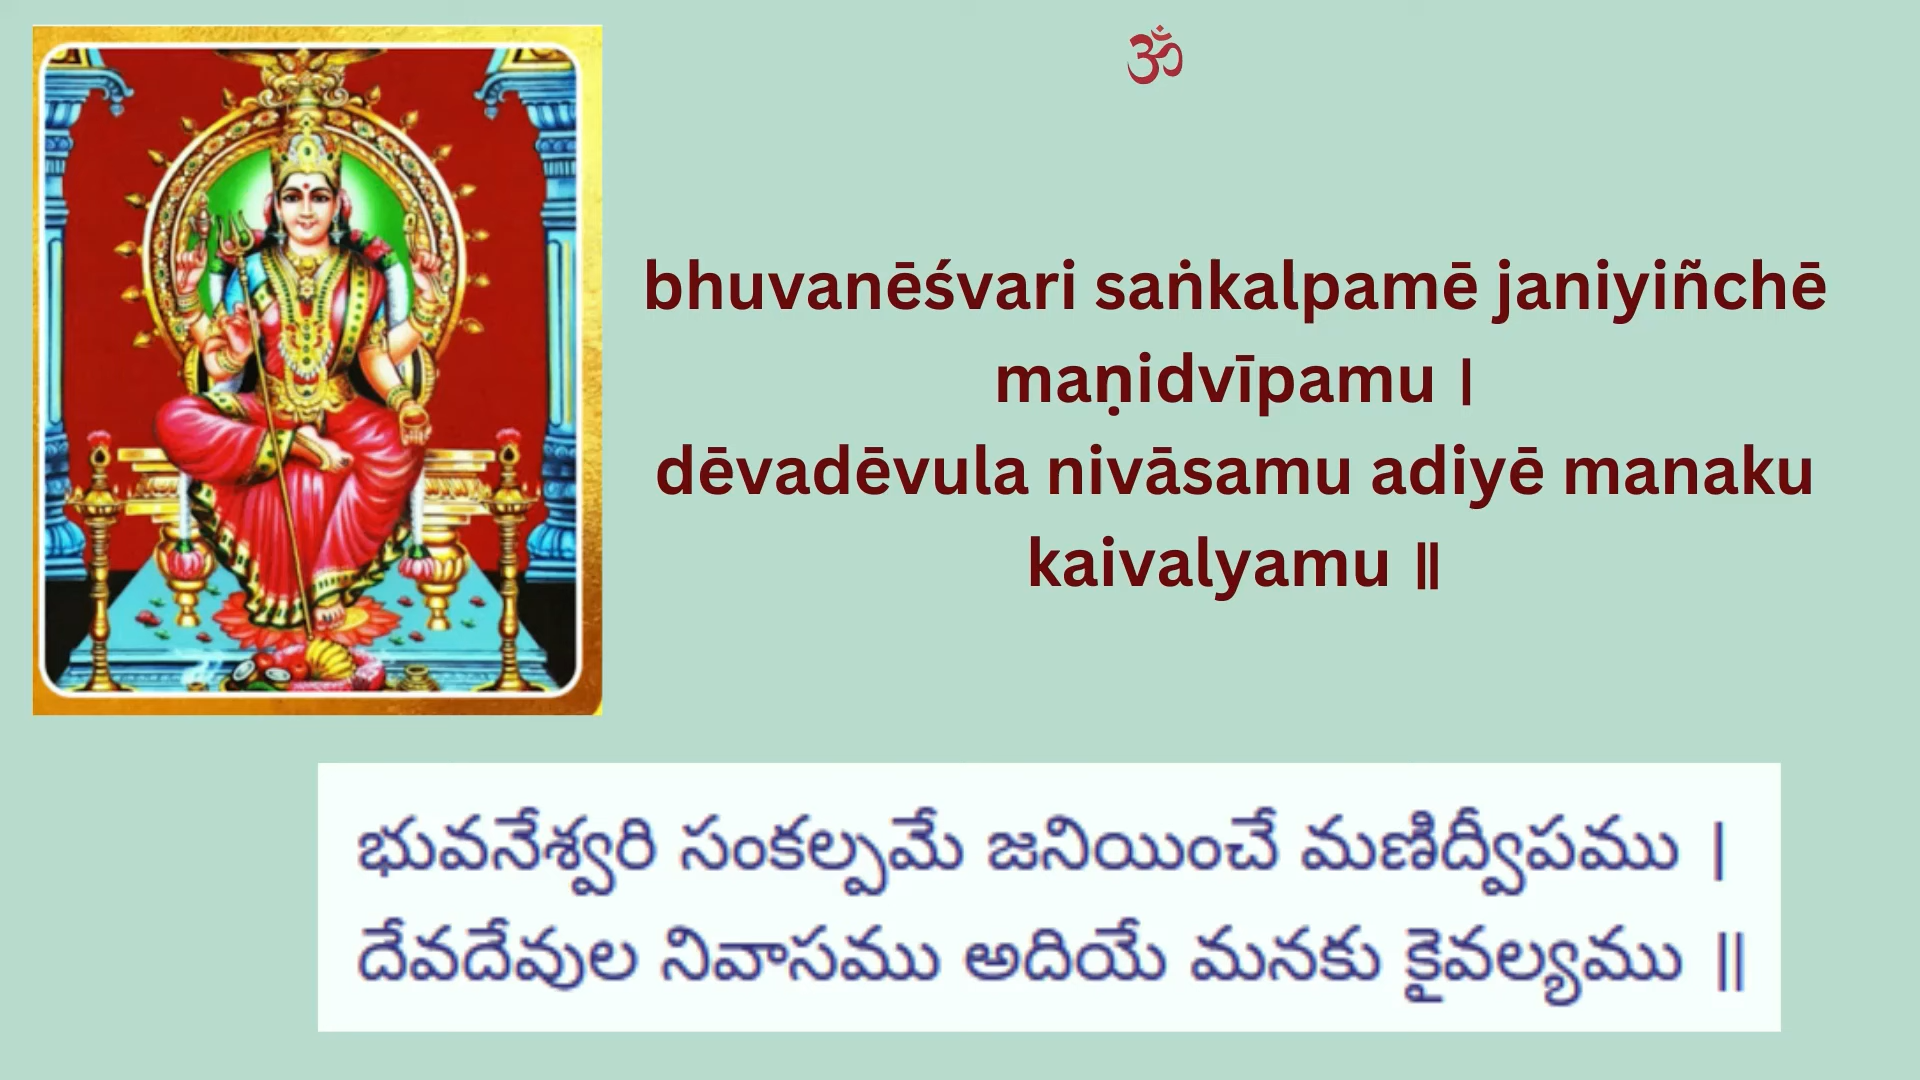 ॐ
bhuvanēśvari saṅkalpamē janiyiñchē
maṇidvīpamu ।
dēvadēvula nivāsamu adiyē manaku
kaivalyamu ॥
భువనేశ్వరి సంకల్పమే జనియించే మణిద్వీపము ।
దేవదేవుల నివాసము అదియే మనకు కైవల్యము ॥